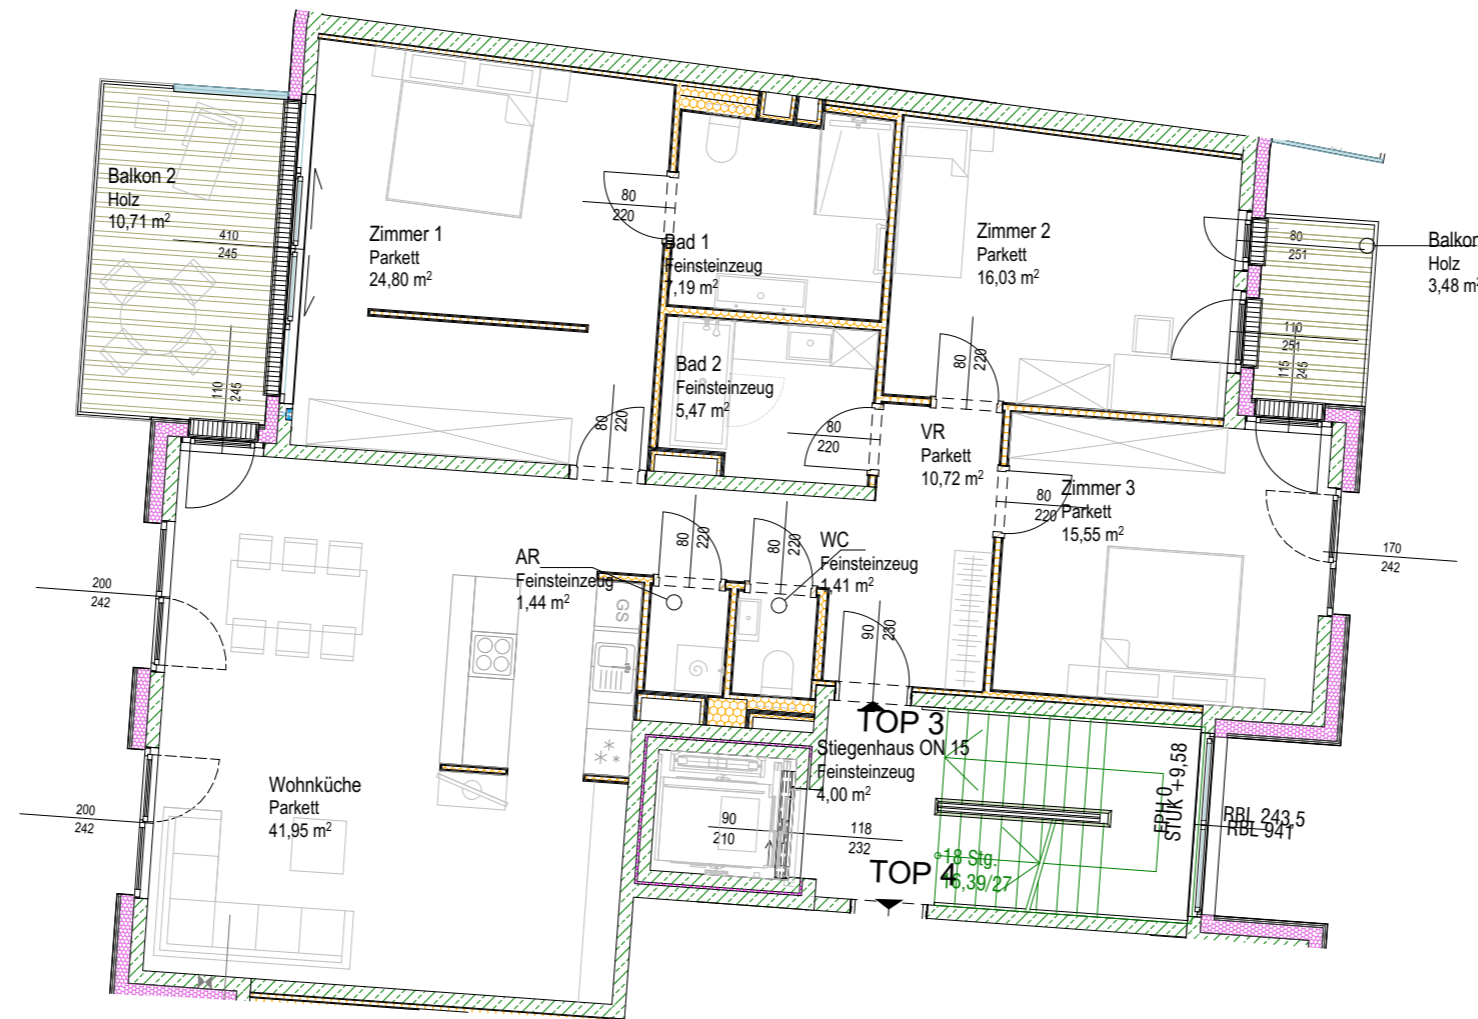 Balkon 2
Holz
10,71 m²
410
245
110
245
Zimmer 1
Parkett
24,80 m²
80
220
Bad 1
Feinsteinzeug
7,19 m²
Zimmer 2
Parkett
16,03 m²
80
251
Balkon
Holz
3,48 m²
110
251
115
245
Bad 2
Feinsteinzeug
5,47 m²
80
220
80
220
80
220
VR
Parkett
10,72 m²
Zimmer 3
Parkett
15,55 m²
80
220
170
242
AR
Feinsteinzeug
1,44 m²
80
220
80
220
WC
Feinsteinzeug
1,41 m²
200
242
GS
90
230
Wohnküche
Parkett
41,95 m²
200
242
TOP 3
Stiegenhaus ON 15
Feinsteinzeug
4,00 m²
90
210
118
232
TOP 4
18 Stg.
16,39/27
FPH 0
STUK +9,58
RBL 243,5
RBL 941